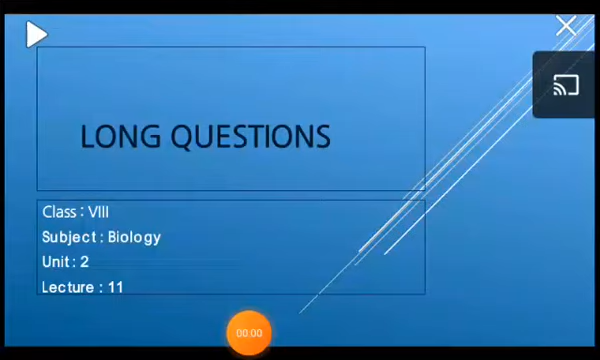 LONG QUESTIONS
Class : VIII
Subject : Biology
Unit : 2
Lecture : 11
00:00